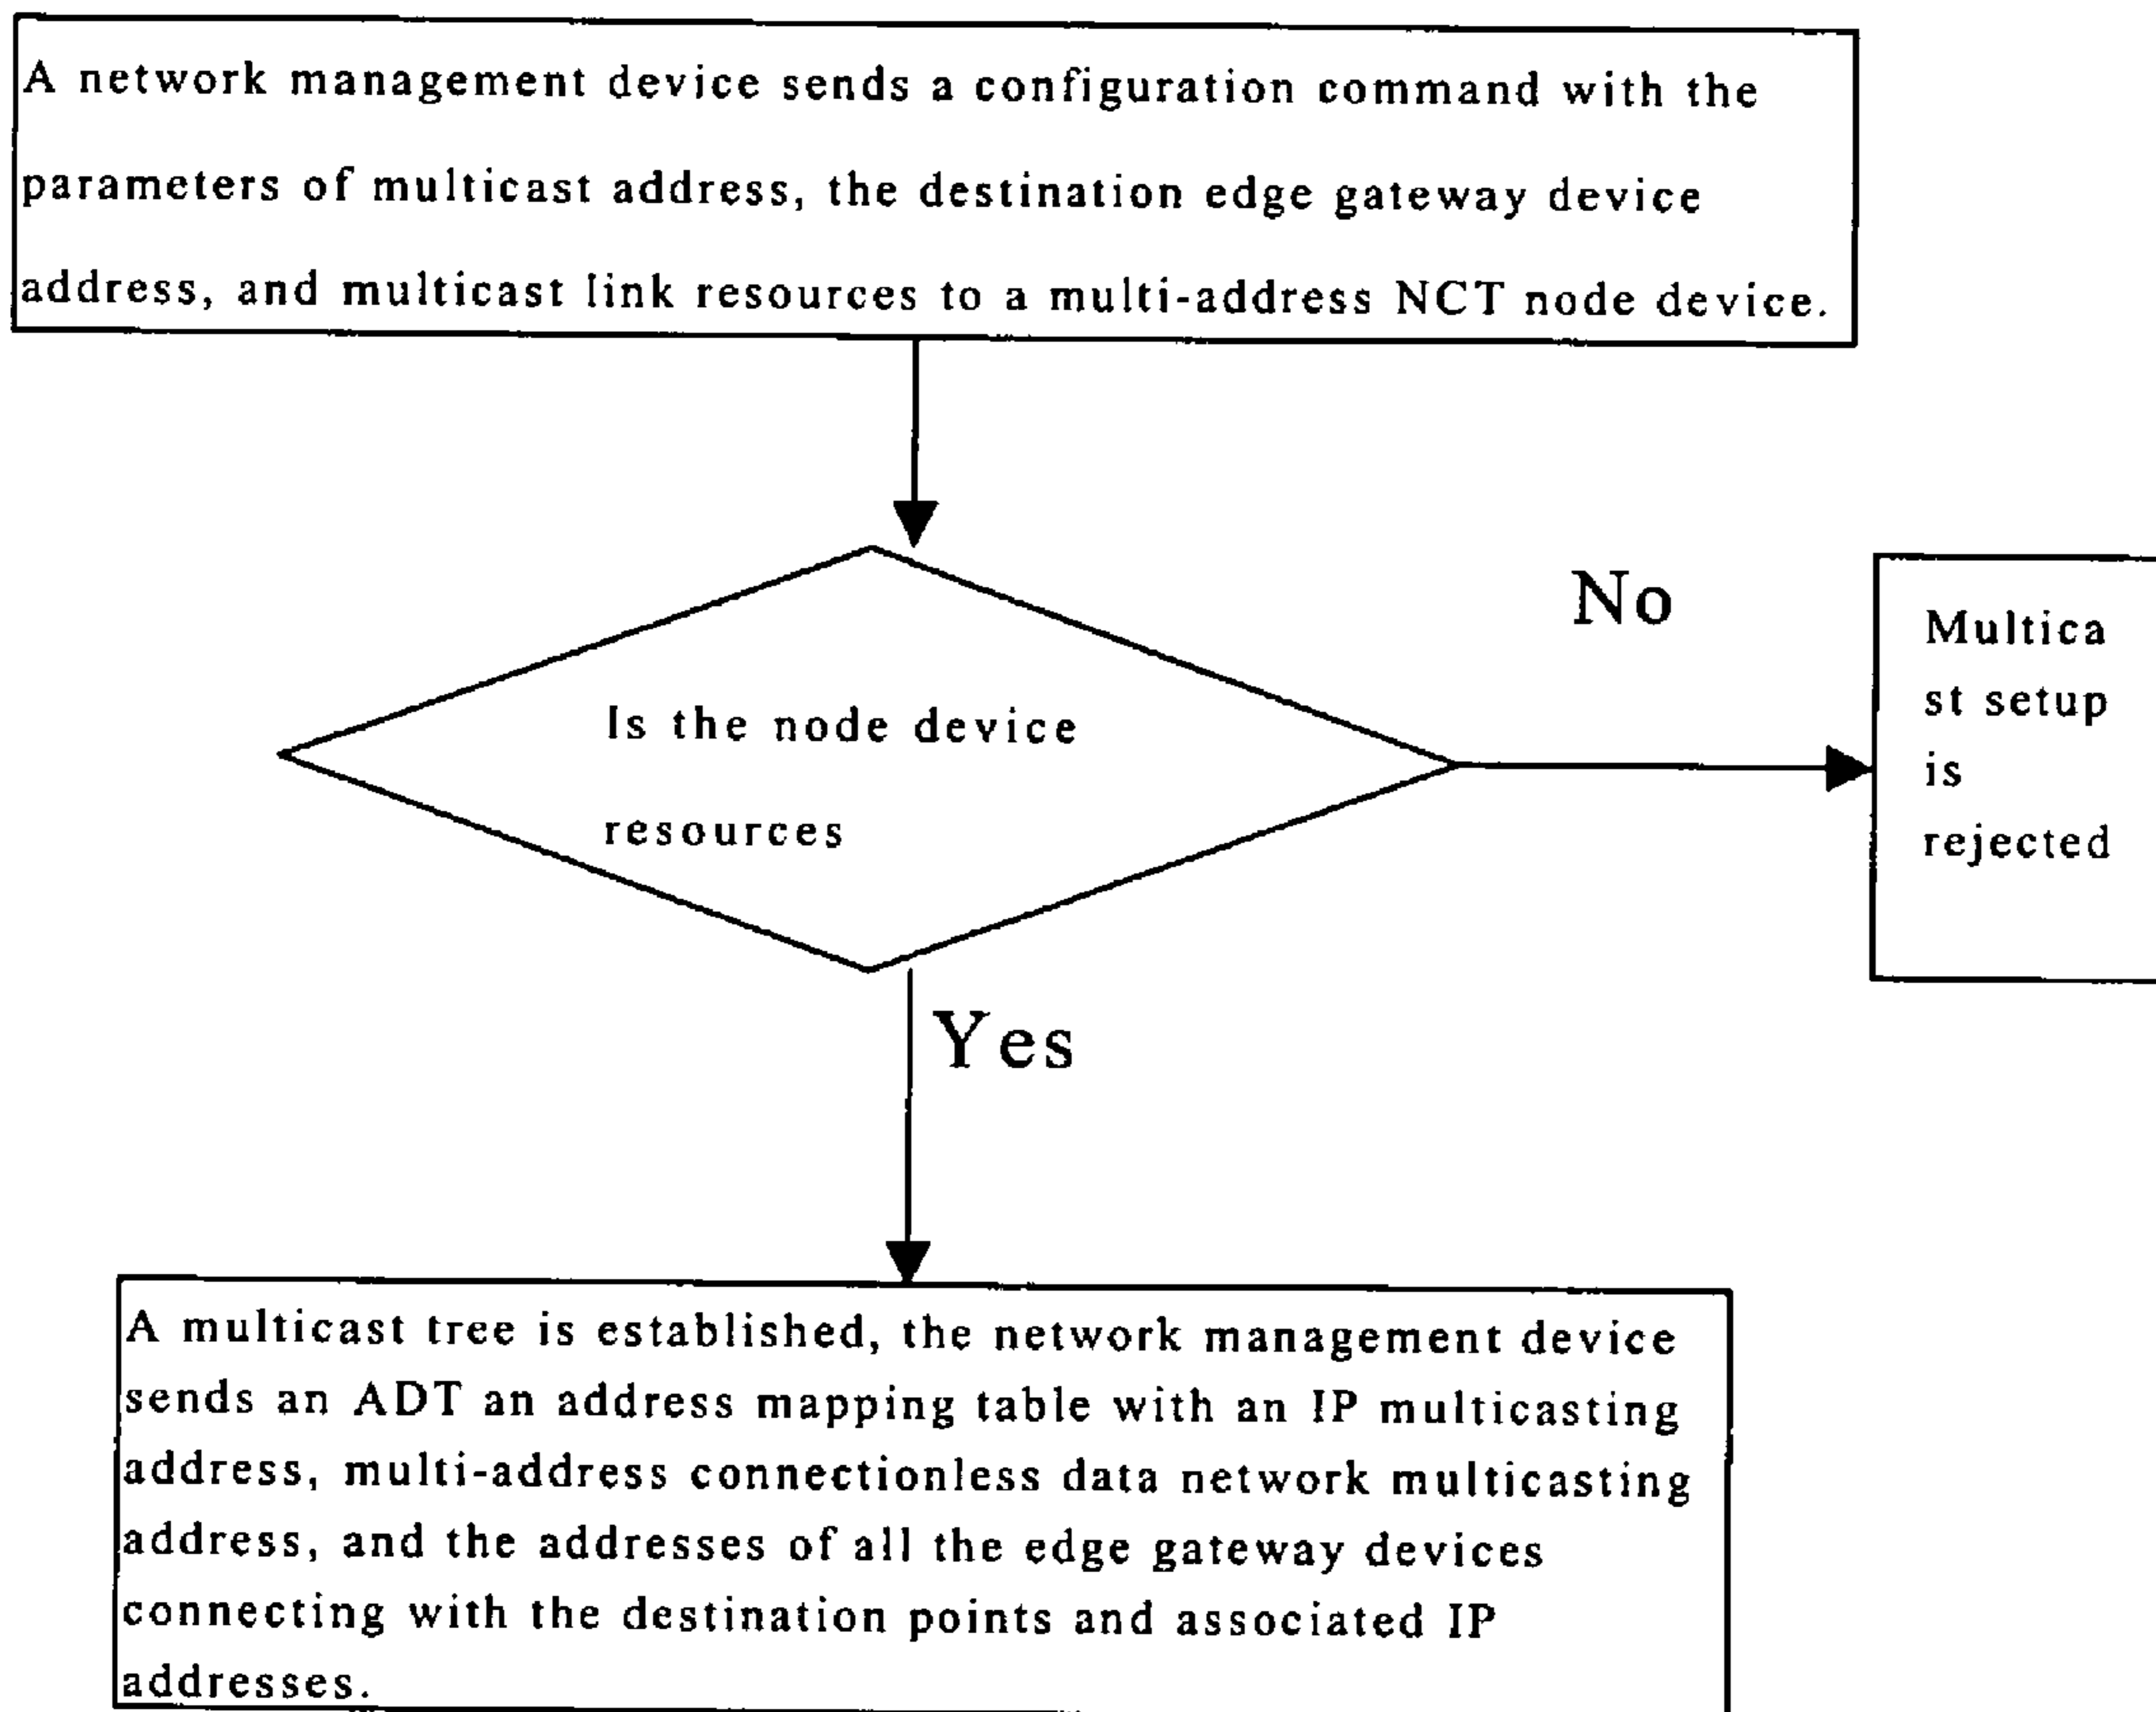 A network management device sends a configuration command with the
parameters of multicast address, the destination edge gateway device
address, and multicast link resources to a multi-address NCT node device.
No
Multica
st setup
is
rejected
Is the node device
resources
Yes
A multicast tree is established, the network management device
sends an ADT an address mapping table with an IP multicasting
address, multi-address connectionless data network multicasting
address, and the addresses of all the edge gateway devices
connecting with the destination points and associated IP
addresses.